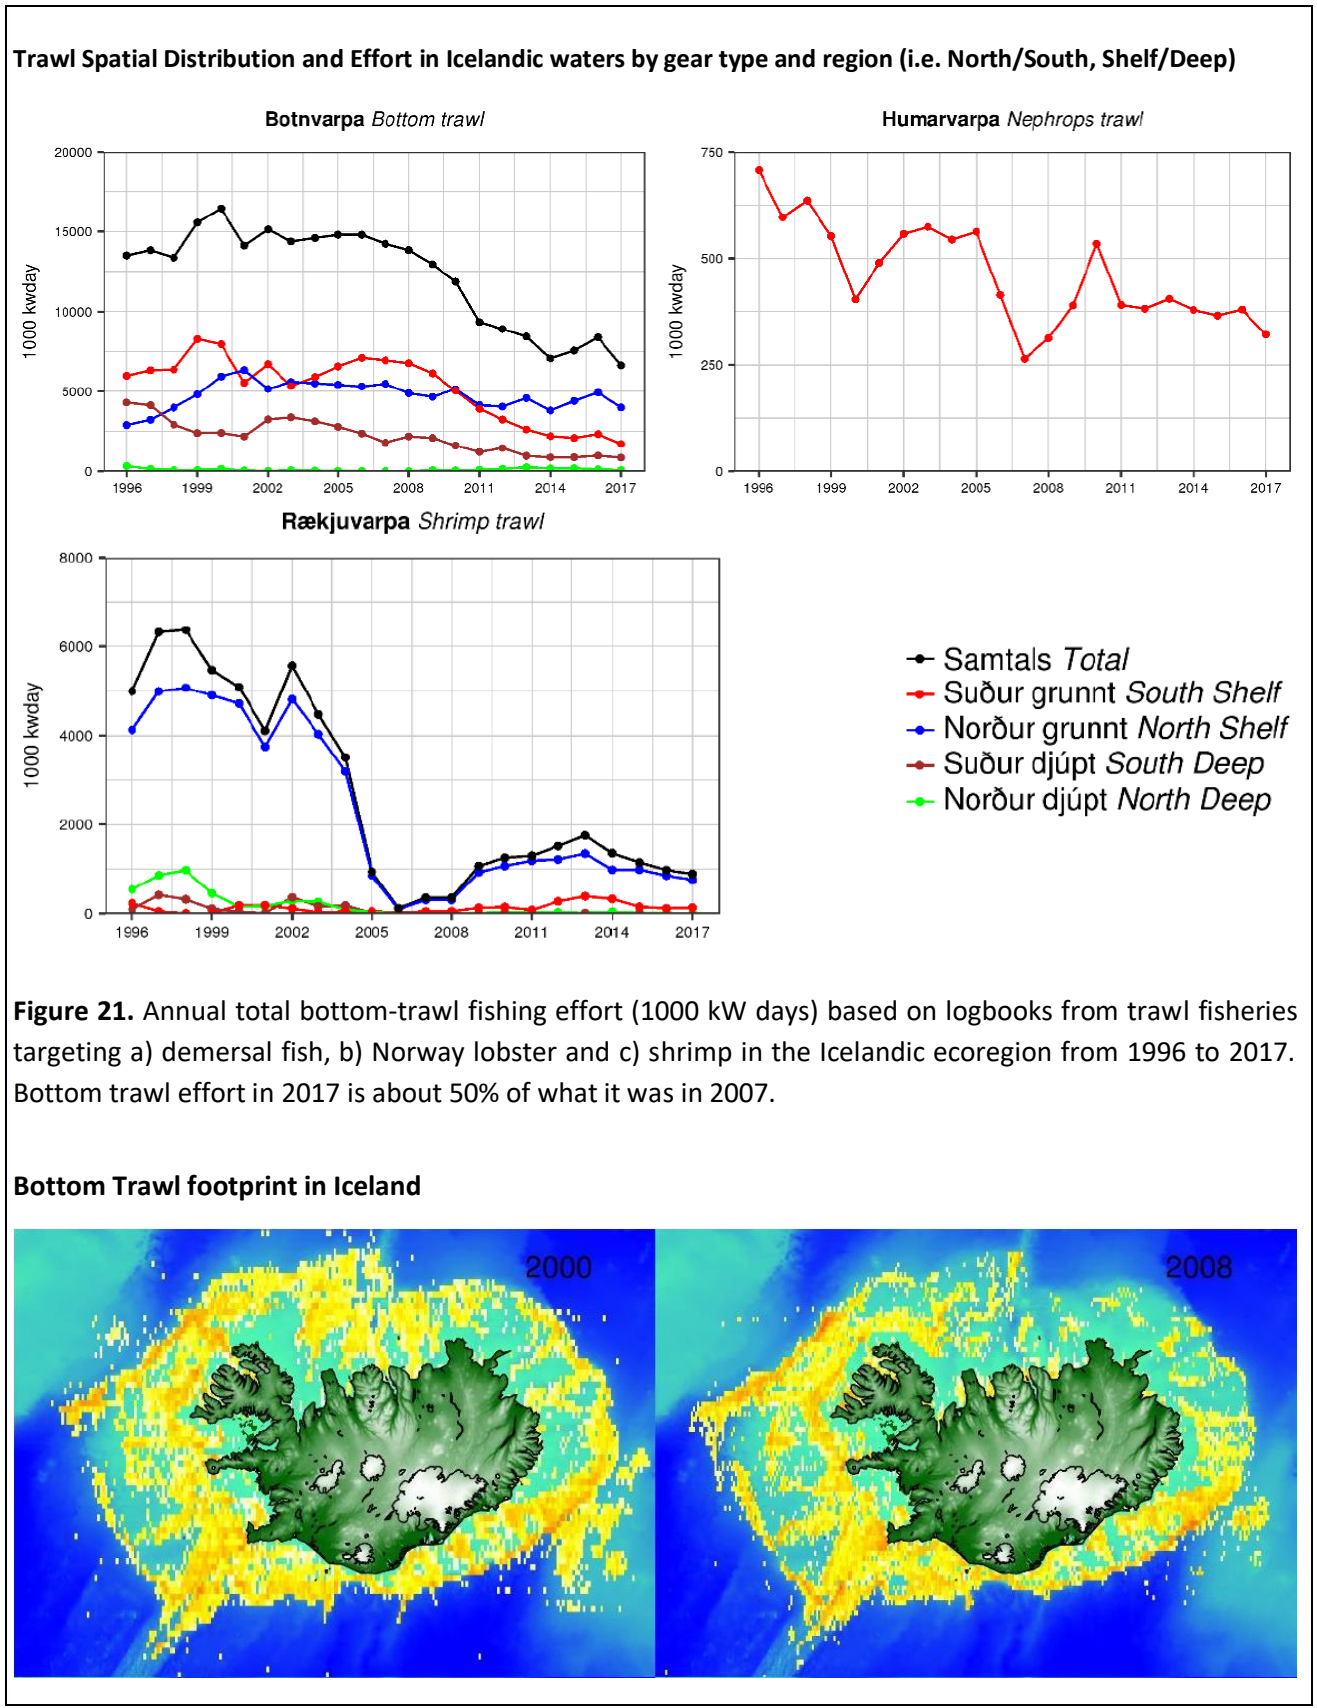 Trawl Spatial Distribution and Effort in Icelandic waters by gear type and region (i.e. North/South, Shelf/Deep)
Botnvarpa Bottom trawl
20000
15000
10000
5000
0
1000 kwday
1996 1999 2002 2005 2008 2011 2014 2017
Humarvarpa Nephrops trawl
750
500
250
0
1000 kwday
1996 1999 2002 2005 2008 2011 2014 2017
Rækjuvarpa Shrimp trawl
8000
6000
4000
2000
0
1000 kwday
1996 1999 2002 2005 2008 2011 2014 2017
Samtals Total
Suður grunnt South Shelf
Norður grunnt North Shelf
Suður djúpt South Deep
Norður djúpt North Deep
Figure 21. Annual total bottom-trawl fishing effort (1000 kW days) based on logbooks from trawl fisheries
targeting a) demersal fish, b) Norway lobster and c) shrimp in the Icelandic ecoregion from 1996 to 2017.
Bottom trawl effort in 2017 is about 50% of what it was in 2007.
Bottom Trawl footprint in Iceland
2000
2008